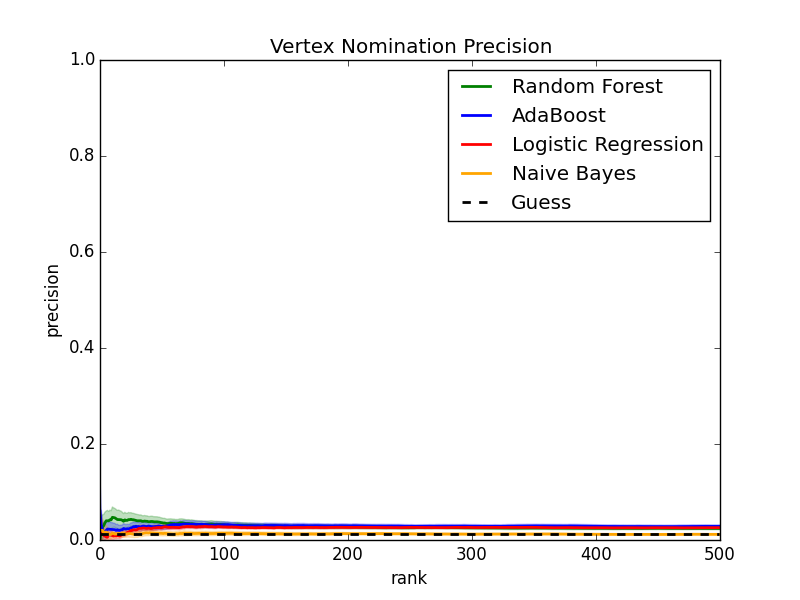 Vertex Nomination Precision
1.0
0.8
0.6
0.4
0.2
0.0
precision
Random Forest
AdaBoost
Logistic Regression
Naive Bayes
Guess
0 100 200 300 400 500
rank